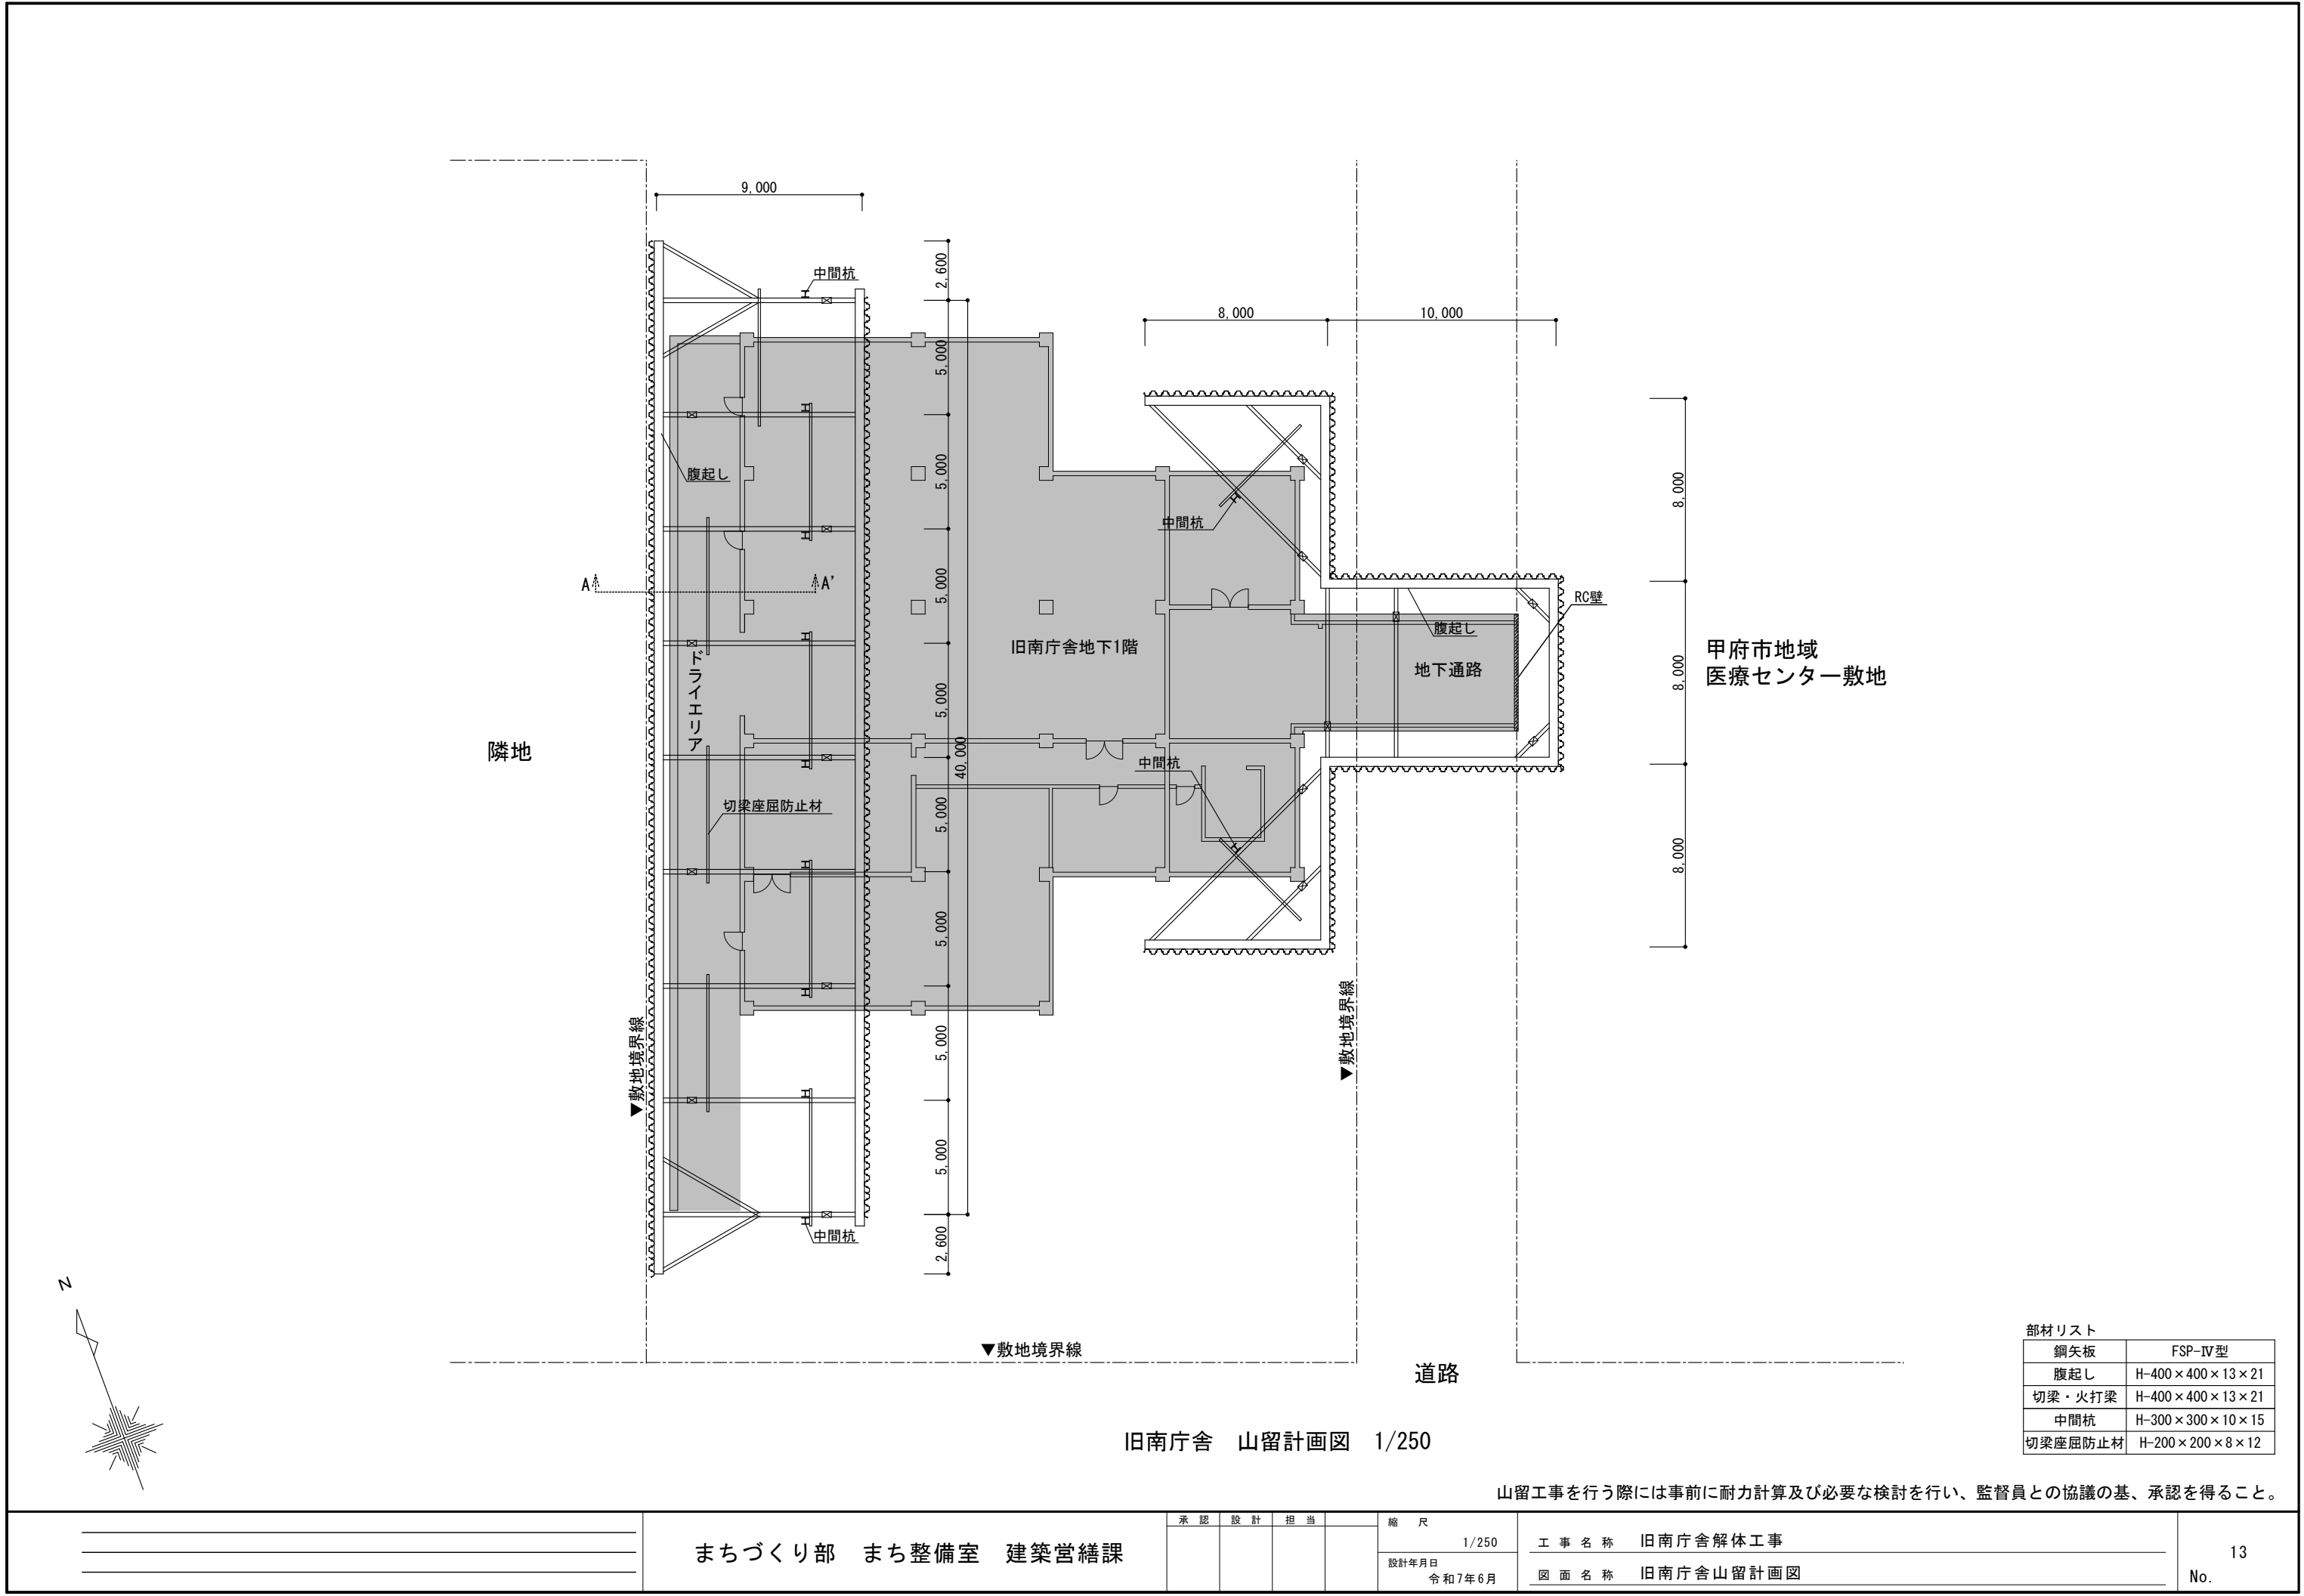 9,000
中間杭
2,600
8,000
10,000
5,000
5,000
5,000
5,000
5,000
5,000
5,000
5,000
40,000
2,600
腹起し
中間杭
8,000
8,000
8,000
A
A'
RC壁
腹起し
旧南庁舎地下1階
地下通路
甲府市地域
医療センター敷地
ドライエリア
隣地
中間杭
切梁座屈防止材
▼敷地境界線
▼敷地境界線
中間杭
N
▼敷地境界線
道路
旧南庁舎 山留計画図 1/250
部材リスト
鋼矢板 FSP-Ⅳ型
腹起し H-400×400×13×21
切梁・火打梁 H-400×400×13×21
中間杭 H-300×300×10×15
切梁座屈防止材 H-200×200×8×12
山留工事を行う際には事前に耐力計算及び必要な検討を行い、監督員との協議の基、承認を得ること。
まちづくり部 まち整備室 建築営繕課
承認 設計 担当
縮尺
1/250
設計年月日
令和7年6月
工事名称 旧南庁舎解体工事
図面名称 旧南庁舎山留計画図
13
No.